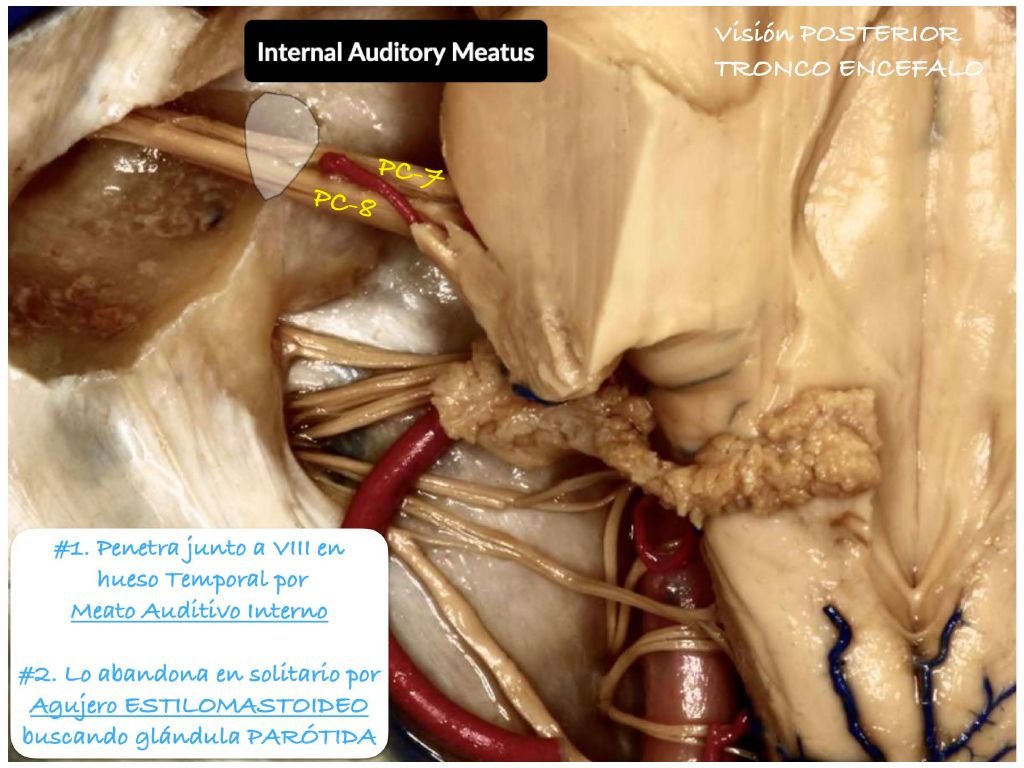 Internal Auditory Meatus
Visión POSTERIOR
TRONCO ENCEFALO
PC-7
PC-8
#1. Penetra junto a VIII en
hueso Temporal por
Meato Auditivo Interno
#2. Lo abandona en solitario por
Agujero ESTILOMASTOIDEO
buscando glándula PARÓTIDA